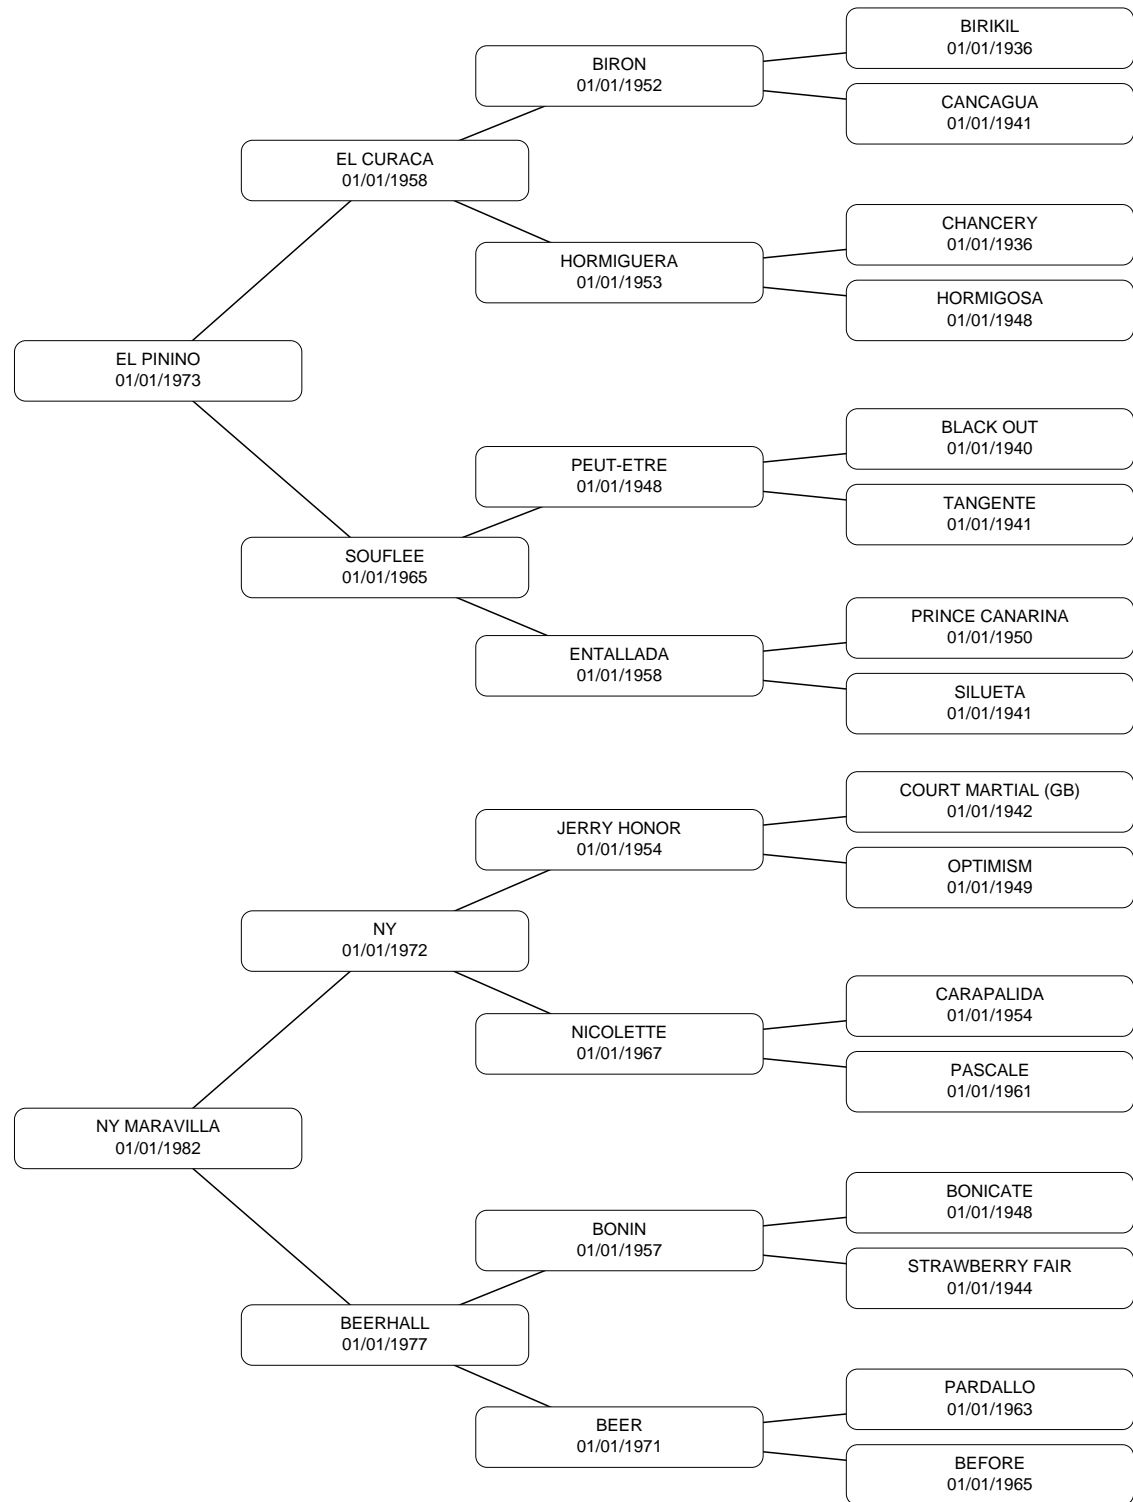 BIRIKIL
01/01/1936
BIRON
01/01/1952
CANCAGUA
01/01/1941
EL CURACA
01/01/1958
CHANCERY
01/01/1936
HORMIGUERA
01/01/1953
HORMIGOSA
01/01/1948
EL PININO
01/01/1973
BLACK OUT
01/01/1940
PEUT-ETRE
01/01/1948
TANGENTE
01/01/1941
SOUFLEE
01/01/1965
PRINCE CANARINA
01/01/1950
ENTALLADA
01/01/1958
SILUETA
01/01/1941
COURT MARTIAL (GB)
01/01/1942
JERRY HONOR
01/01/1954
OPTIMISM
01/01/1949
NY
01/01/1972
CARAPALIDA
01/01/1954
NICOLETTE
01/01/1967
PASCALE
01/01/1961
NY MARAVILLA
01/01/1982
BONICATE
01/01/1948
BONIN
01/01/1957
STRAWBERRY FAIR
01/01/1944
BEERHALL
01/01/1977
PARDALLO
01/01/1963
BEER
01/01/1971
BEFORE
01/01/1965